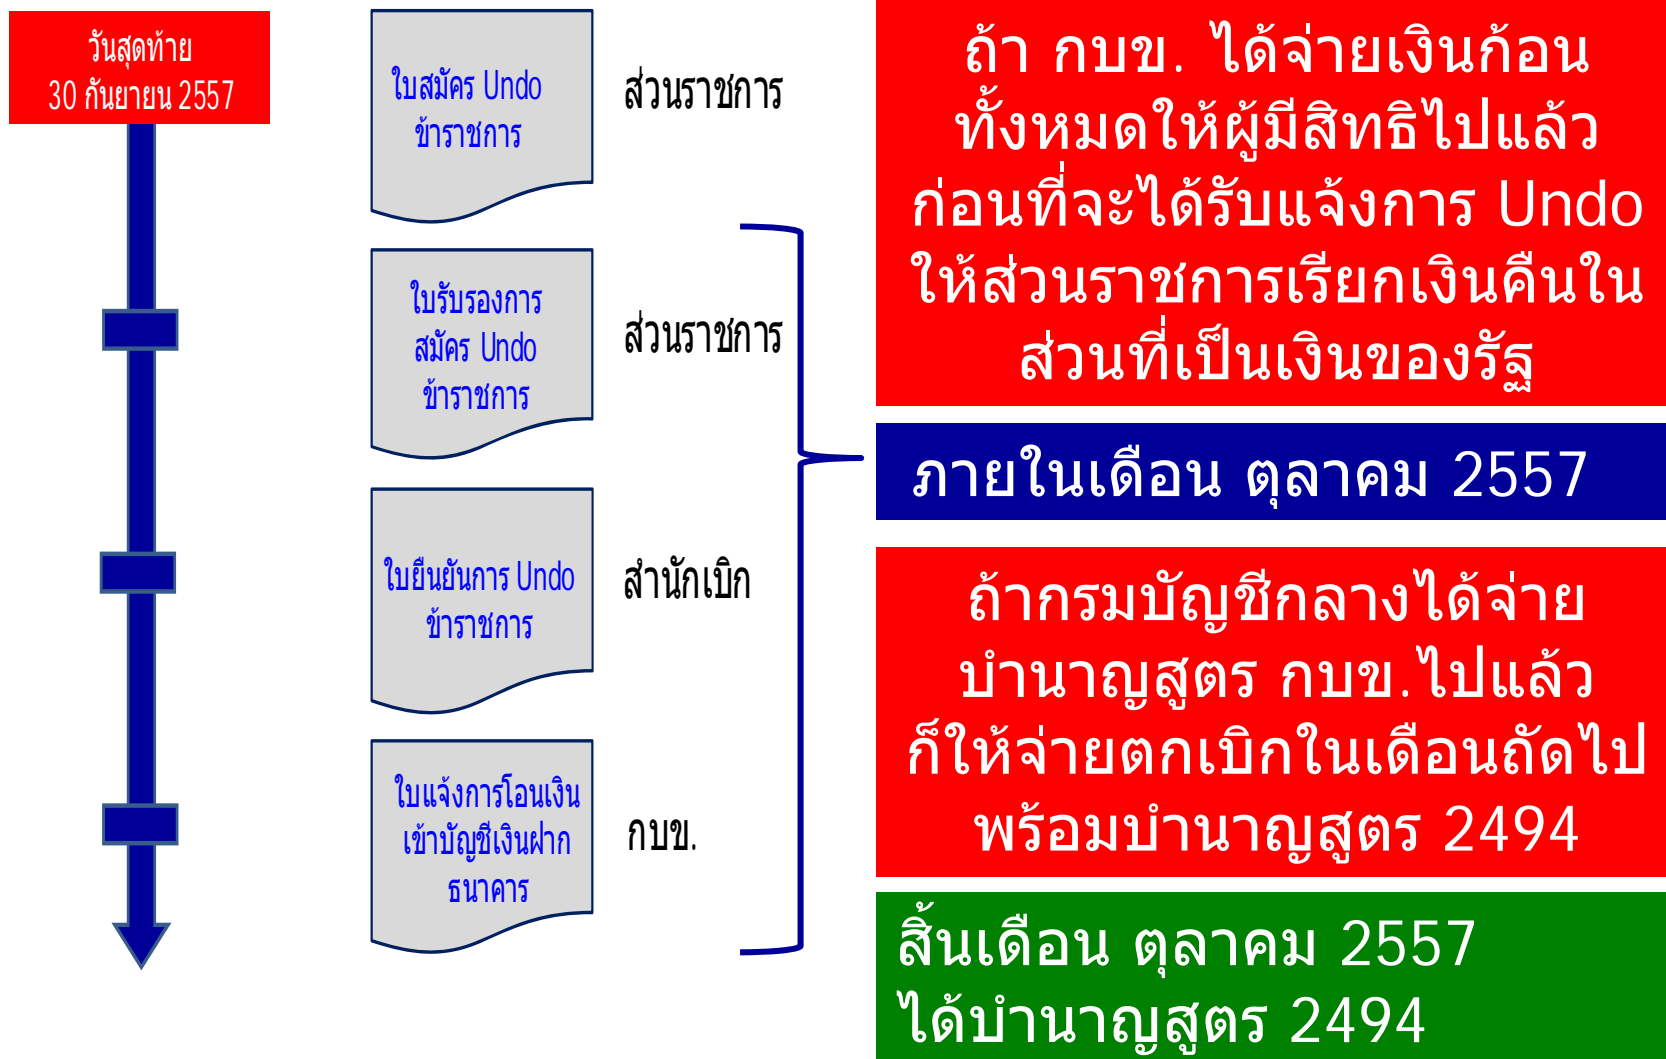 วันสุดท้าย
30 กันยายน 2557
ใบสมัคร Undo
ข้าราชการ
ส่วนราชการ
ใบรับรองการ
สมัคร Undo
ข้าราชการ
ส่วนราชการ
ใบยืนยันการ Undo
ข้าราชการ
สำนักเบิก
ใบแจ้งการโอนเงิน
เข้าบัญชีเงินฝาก
ธนาคาร
กบข.
ถ้า กบข. ได้จ่ายเงินก้อน
ทั้งหมดให้ผู้มีสิทธิไปแล้ว
ก่อนที่จะได้รับแจ้งการ Undo
ให้ส่วนราชการเรียกเงินคืนใน
ส่วนที่เป็นเงินของรัฐ
ภายในเดือน ตุลาคม 2557
ถ้ากรมบัญชีกลางได้จ่าย
บำนาญสูตร กบข.ไปแล้ว
ก็ให้จ่ายตกเบิกในเดือนถัดไป
พร้อมบำนาญสูตร 2494
สิ้นเดือน ตุลาคม 2557
ได้บำนาญสูตร 2494